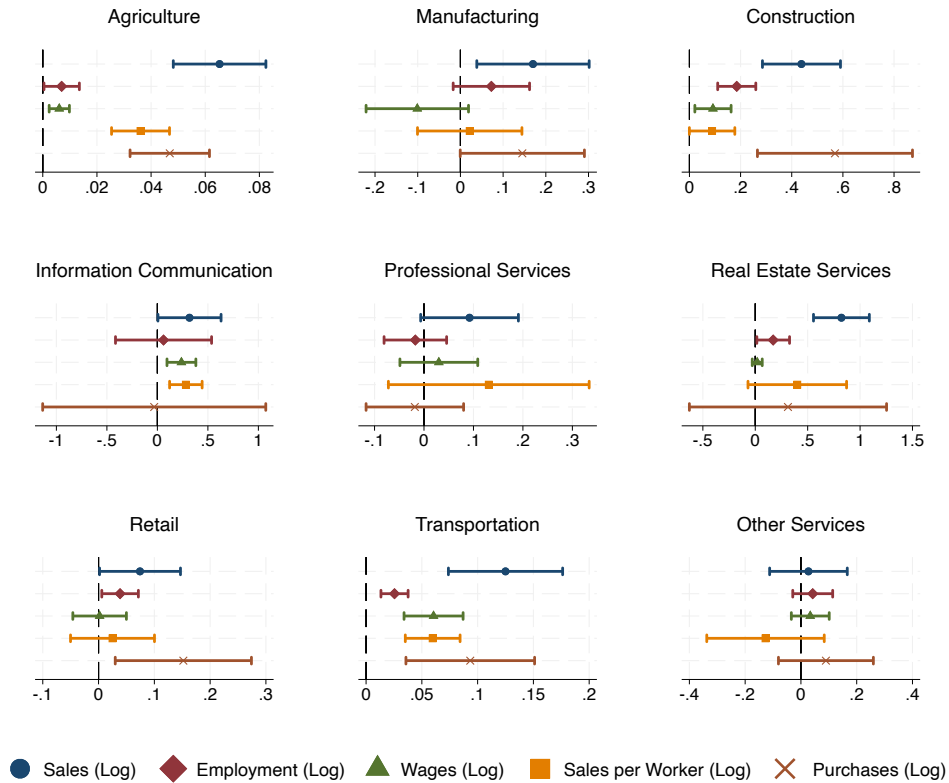 Agriculture
Manufacturing
Construction
0 .02 .04 .06 .08
-.2 -.1 0 .1 .2 .3
0 .2 .4 .6 .8
Information Communication
Professional Services
Real Estate Services
-1 -.5 0 .5 1
-.1 0 .1 .2 .3
-.5 0 .5 1 1.5
Retail
Transportation
Other Services
-.1 0 .1 .2 .3
0 .05 .1 .15 .2
-.4 -.2 0 .2 .4
Sales (Log) Employment (Log) Wages (Log) Sales per Worker (Log) Purchases (Log)